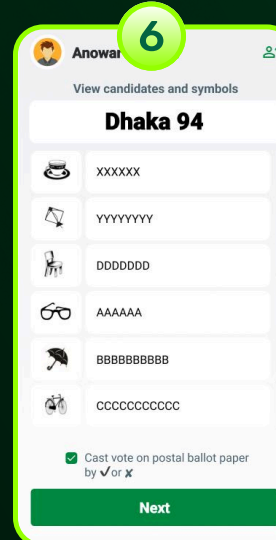 6
Anowar
View candidates and symbols
Dhaka 94
XXXXXX
YYYYYYYY
DDDDDDD
AAAAAA
BBBBBBBBBB
CCCCCCCCCCC
Cast vote on postal ballot paper
by ✓or ✗
Next